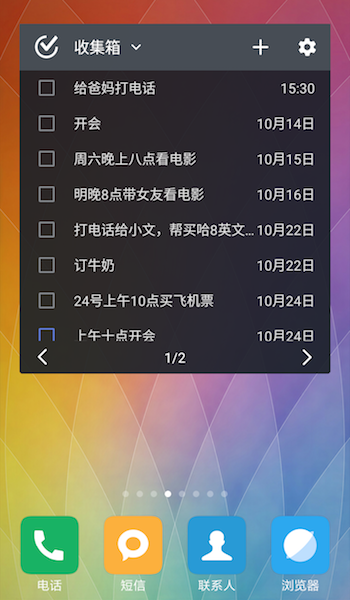 收集箱
给爸妈打电话 15:30
开会 10月14日
周六晚上八点看电影 10月15日
明晚8点带女友看电影 10月16日
打电话给小文，帮买哈8英文... 10月22日
订牛奶 10月22日
24号上午10点买飞机票 10月24日
上午十点开会 10月24日
1/2
电话 短信 联系人 浏览器